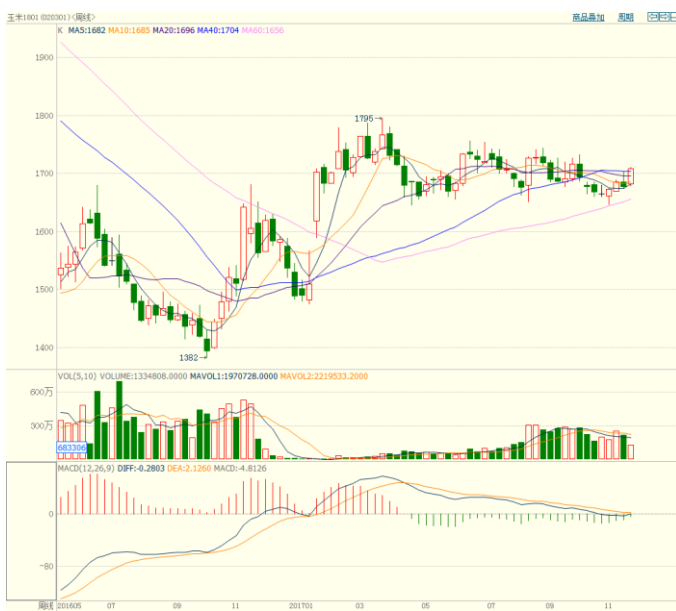 玉米1801 (020301)<周线> 商品叠加 周期
K MA5:1682 MA10:1685 MA20:1696 MA40:1704 MA60:1656
1900
1800
1795
1700
1600
1500
1400
1382
VOL(5,10) VOLUME:1334808.0000 MAVOL1:1970728.0000 MAVOL2:2219533.2000
600万
300万
683306
MACD(12,26,9) DIFF:-0.2803 DEA:2.1260 MACD:-4.8126
0
-80
周线 201605 07 09 11 201701 03 05 07 09 11